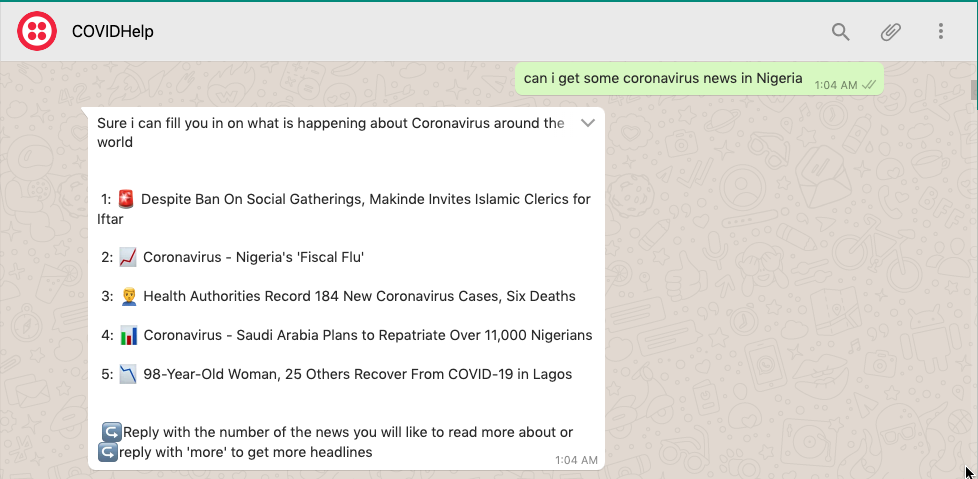 COVIDHelp
can i get some coronavirus news in Nigeria
1:04 AM
Sure i can fill you in on what is happening about Coronavirus around the
world
1: Despite Ban On Social Gatherings, Makinde Invites Islamic Clerics for
Iftar
2: Coronavirus - Nigeria's 'Fiscal Flu'
3: Health Authorities Record 184 New Coronavirus Cases, Six Deaths
4: Coronavirus - Saudi Arabia Plans to Repatriate Over 11,000 Nigerians
5: 98-Year-Old Woman, 25 Others Recover From COVID-19 in Lagos
Reply with the number of the news you will like to read more about or
reply with 'more' to get more headlines
1:04 AM